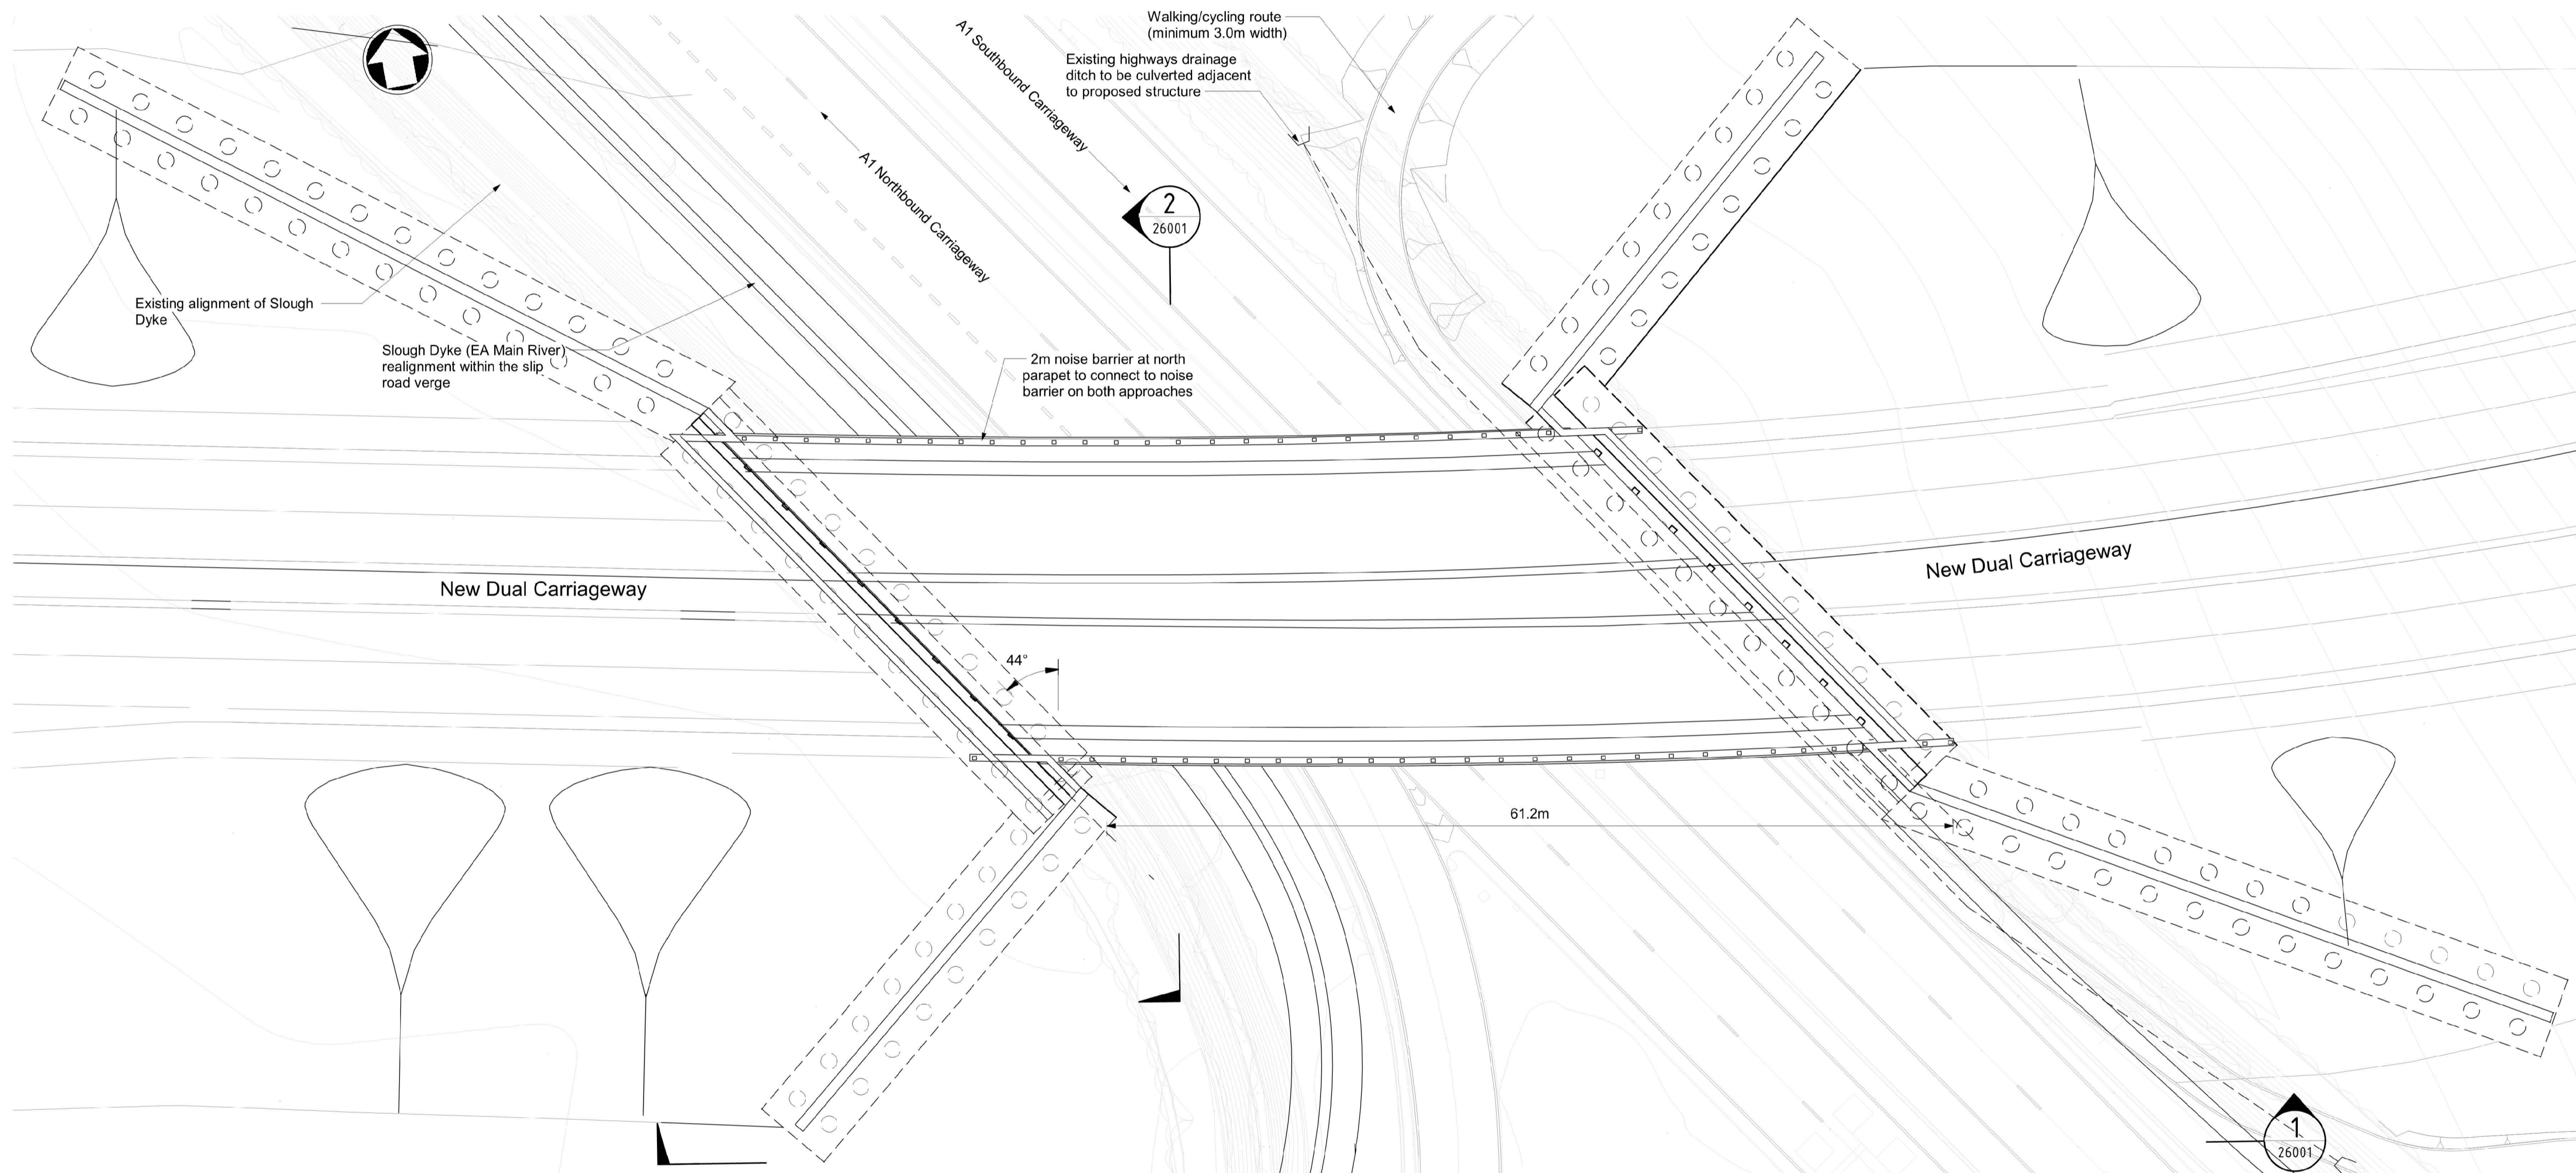 Walking/cycling route
(minimum 3.0m width)
Existing highways drainage
ditch to be culverted adjacent
to proposed structure
A1 Southbound Carriageway
A1 Northbound Carriageway
2
26001
Existing alignment of Slough
Dyke
Slough Dyke (EA Main River)
realignment within the slip
road verge
2m noise barrier at north
parapet to connect to noise
barrier on both approaches
New Dual Carriageway
New Dual Carriageway
44°
61.2m
1
26001